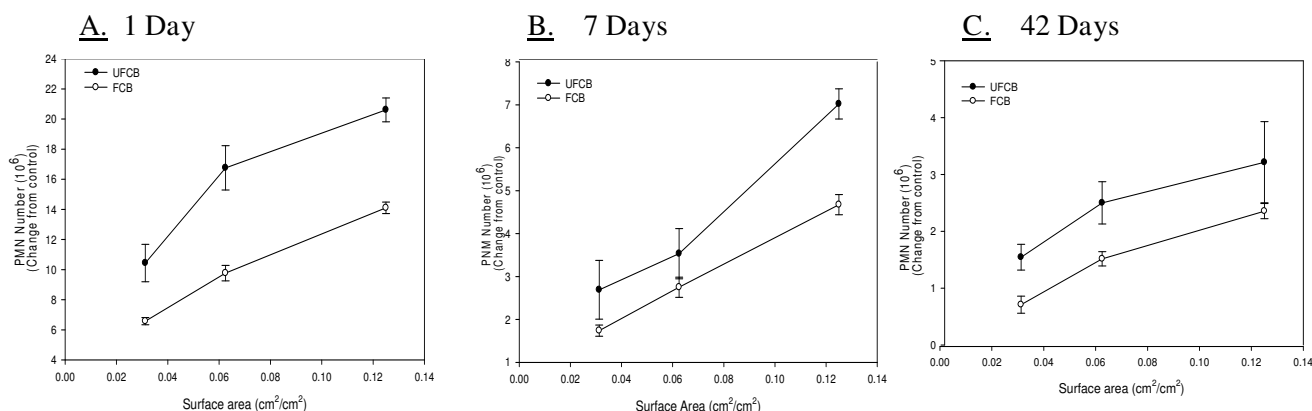 A. 1 Day
UFCB
FCB
PMN Number (10^6)
(Change from control)
24
22
20
18
16
14
12
10
8
6
4
0.00 0.02 0.04 0.06 0.08 0.10 0.12 0.14
Surface area (cm²/cm²)
B. 7 Days
UFCB
FCB
PNM Number (10^6)
(Change from control)
8
7
6
5
4
3
2
1
0.00 0.02 0.04 0.06 0.08 0.10 0.12 0.14
Surface Area (cm²/cm²)
C. 42 Days
UFCB
FCB
PMN Number (10^6)
(Change from control)
5
4
3
2
1
0
0.00 0.02 0.04 0.06 0.08 0.10 0.12 0.14
Surface area (cm²/cm²)